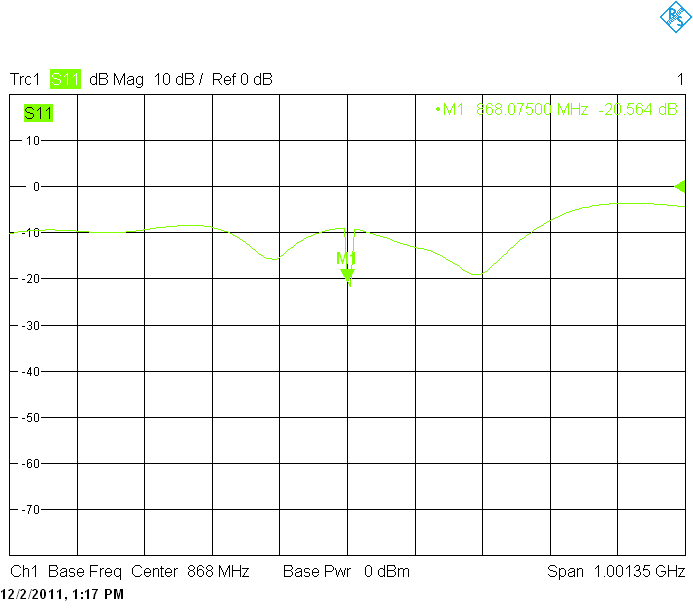 R S
Trc1 S11 dB Mag 10 dB / Ref 0 dB 1
S11 •M1 868.07500 MHz -20.564 dB
10
0
-10
-20
M1
-30
-40
-50
-60
-70
Ch1 Base Freq Center 868 MHz Base Pwr 0 dBm Span 1.00135 GHz
12/2/2011, 1:17 PM